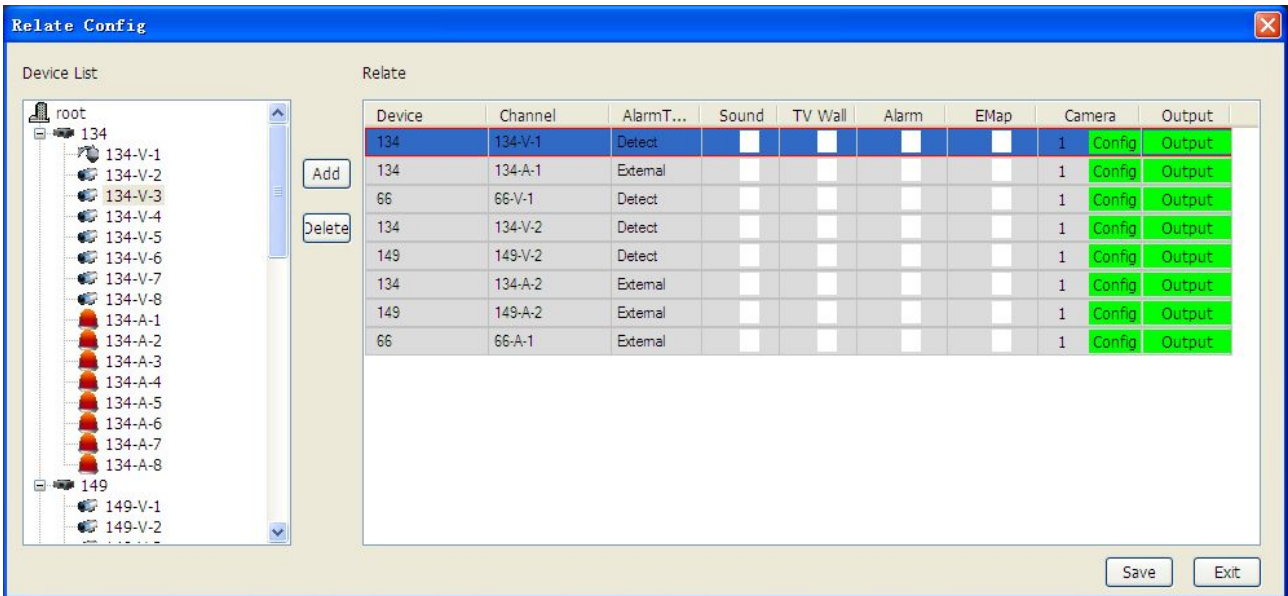 Relate Config
Device List
Relate
root
134
134-V-1
134-V-2
134-V-3
134-V-4
134-V-5
134-V-6
134-V-7
134-V-8
134-A-1
134-A-2
134-A-3
134-A-4
134-A-5
134-A-6
134-A-7
134-A-8
149
149-V-1
149-V-2
Add
Delete
Device Channel AlarmT... Sound TV Wall Alarm EMap Camera Output
134 134-V-1 Detect 1 Config Output
134 134-A-1 External 1 Config Output
66 66-V-1 Detect 1 Config Output
134 134-V-2 Detect 1 Config Output
149 149-V-2 Detect 1 Config Output
134 134-A-2 External 1 Config Output
149 149-A-2 External 1 Config Output
66 66-A-1 External 1 Config Output
Save Exit